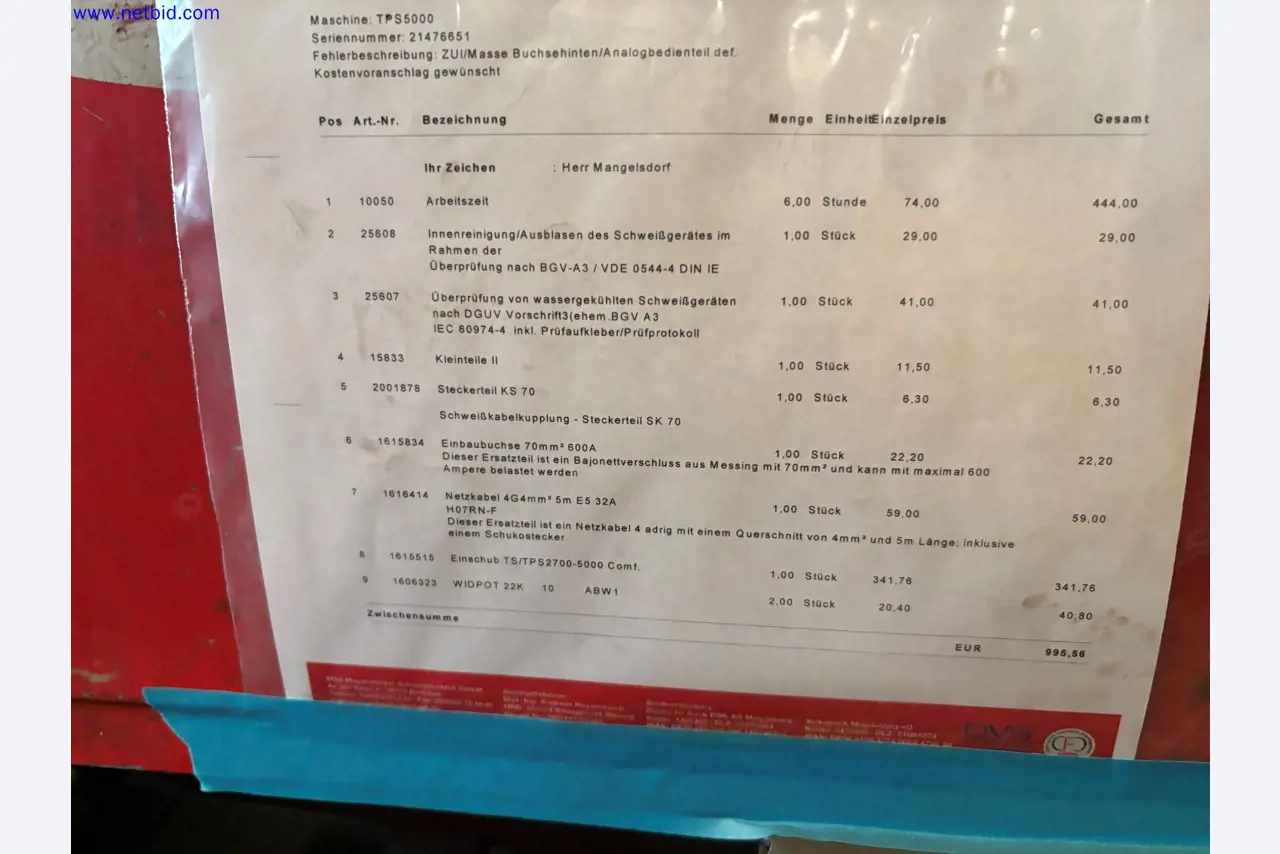 www.netbid.com
Maschine: TPS5000
Seriennummer: 21476651
Fehlerbeschreibung: ZUI/Masse Buchsehinten/Analogbedienteil def.
Kostenvoranschlag gewünscht
Pos Art.-Nr. Bezeichnung Menge Einheit Einzelpreis Gesamt
Ihr Zeichen : Herr Mangelsdorf
1 10050 Arbeitszeit 6,00 Stunde 74,00 444,00
2 25608 Innenreinigung/Ausblasen des Schweißgerätes im 1,00 Stück 29,00 29,00
Rahmen der
Überprüfung nach BGV-A3 / VDE 0544-4 DIN IE
3 25607 Überprüfung von wassergekühlten Schweißgeräten 1,00 Stück 41,00 41,00
nach DGUV Vorschrift3(ehem.BGV A3
IEC 60974-4 inkl. Prüfaufkleber/Prüfprotokoll
4 15833 Kleinteile II 1,00 Stück 11,50 11,50
5 2001878 Steckerteil KS 70 1,00 Stück 6,30 6,30
Schweißkabelkupplung - Steckerteil SK 70
6 1615834 Einbaubuchse 70mm² 600A 1,00 Stück 22,20 22,20
Dieser Ersatzteil ist ein Bajonettverschluss aus Messing mit 70mm² und kann mit maximal 600
Ampere belastet werden
7 1616414 Netzkabel 4G4mm² 5m E5 32A 1,00 Stück 59,00 59,00
H07RN-F
Dieser Ersatzteil ist ein Netzkabel 4 adrig mit einem Querschnitt von 4mm² und 5m Länge; inklusive
einem Schukostecker
8 1615515 Einschub TS/TPS2700-5000 Comf. 1,00 Stück 341,76 341,76
9 1606323 WIDPOT 22K 10 ABW1 2,00 Stück 20,40 40,80
Zwischensumme EUR 995,56
DVS